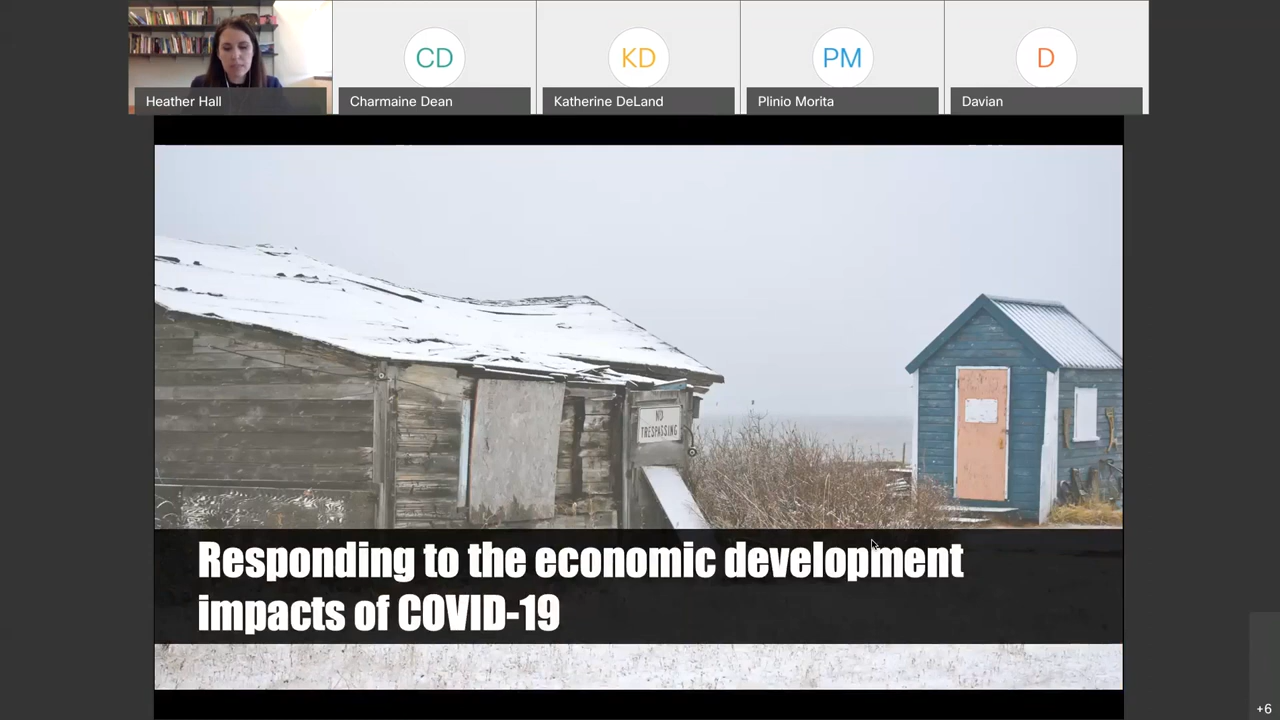 CD
KD
PM
D
Heather Hall
Charmaine Dean
Katherine DeLand
Plinio Morita
Davian
NO
TRESPASSING
Responding to the economic development
impacts of COVID-19
+6